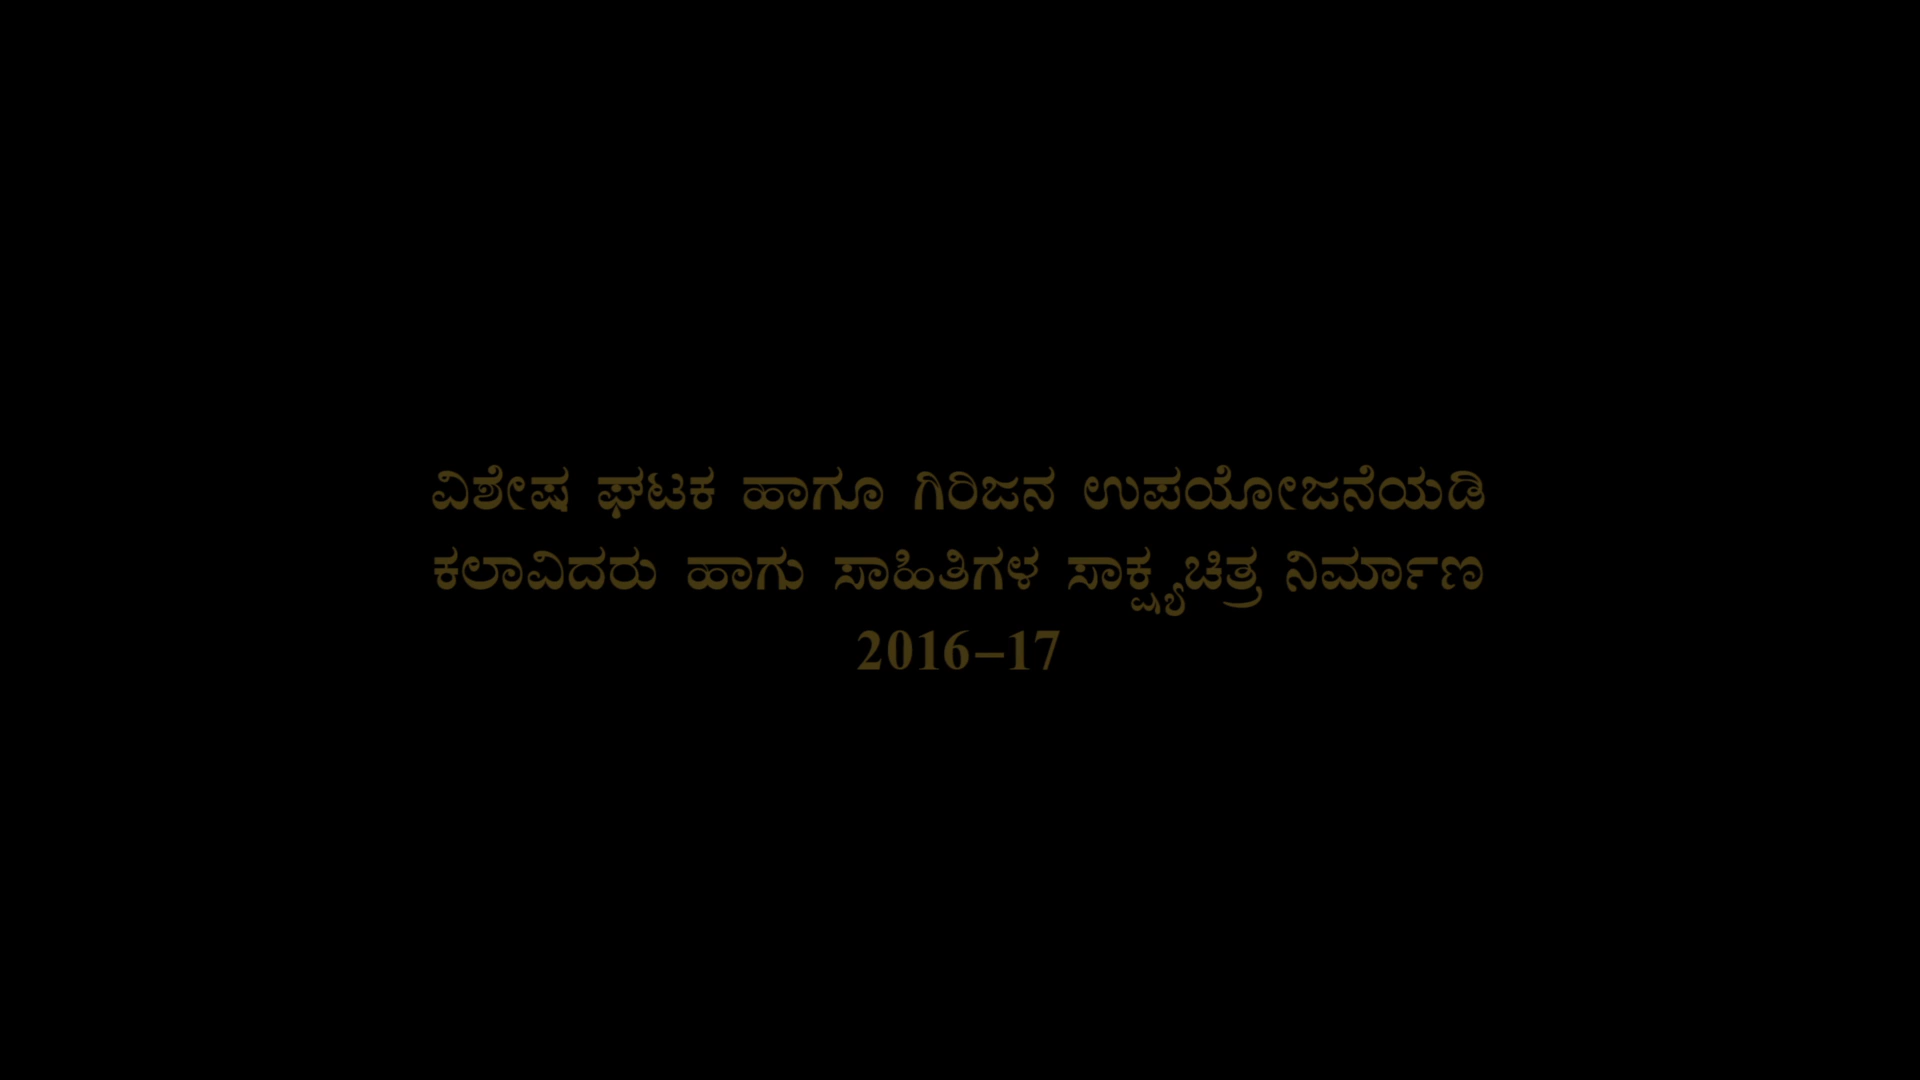 ವಿಶೇಷ ಘಟಕ ಹಾಗೂ ಗಿರಿಜನ ಉಪಯೋಜನೆಯಡಿ
ಕಲಾವಿದರು ಹಾಗು ಸಾಹಿತಿಗಳ ಸಾಕ್ಷ್ಯಚಿತ್ರ ನಿರ್ಮಾಣ
2016–17